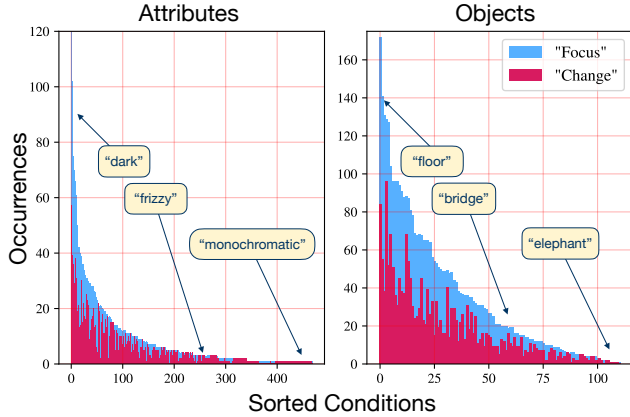 Attributes
Objects
Occurrences
120
100
80
60
40
20
0
0
100
200
300
400
"dark"
"frizzy"
"monochromatic"
160
140
120
100
80
60
40
20
0
0
25
50
75
100
"Focus"
"Change"
"floor"
"bridge"
"elephant"
Sorted Conditions